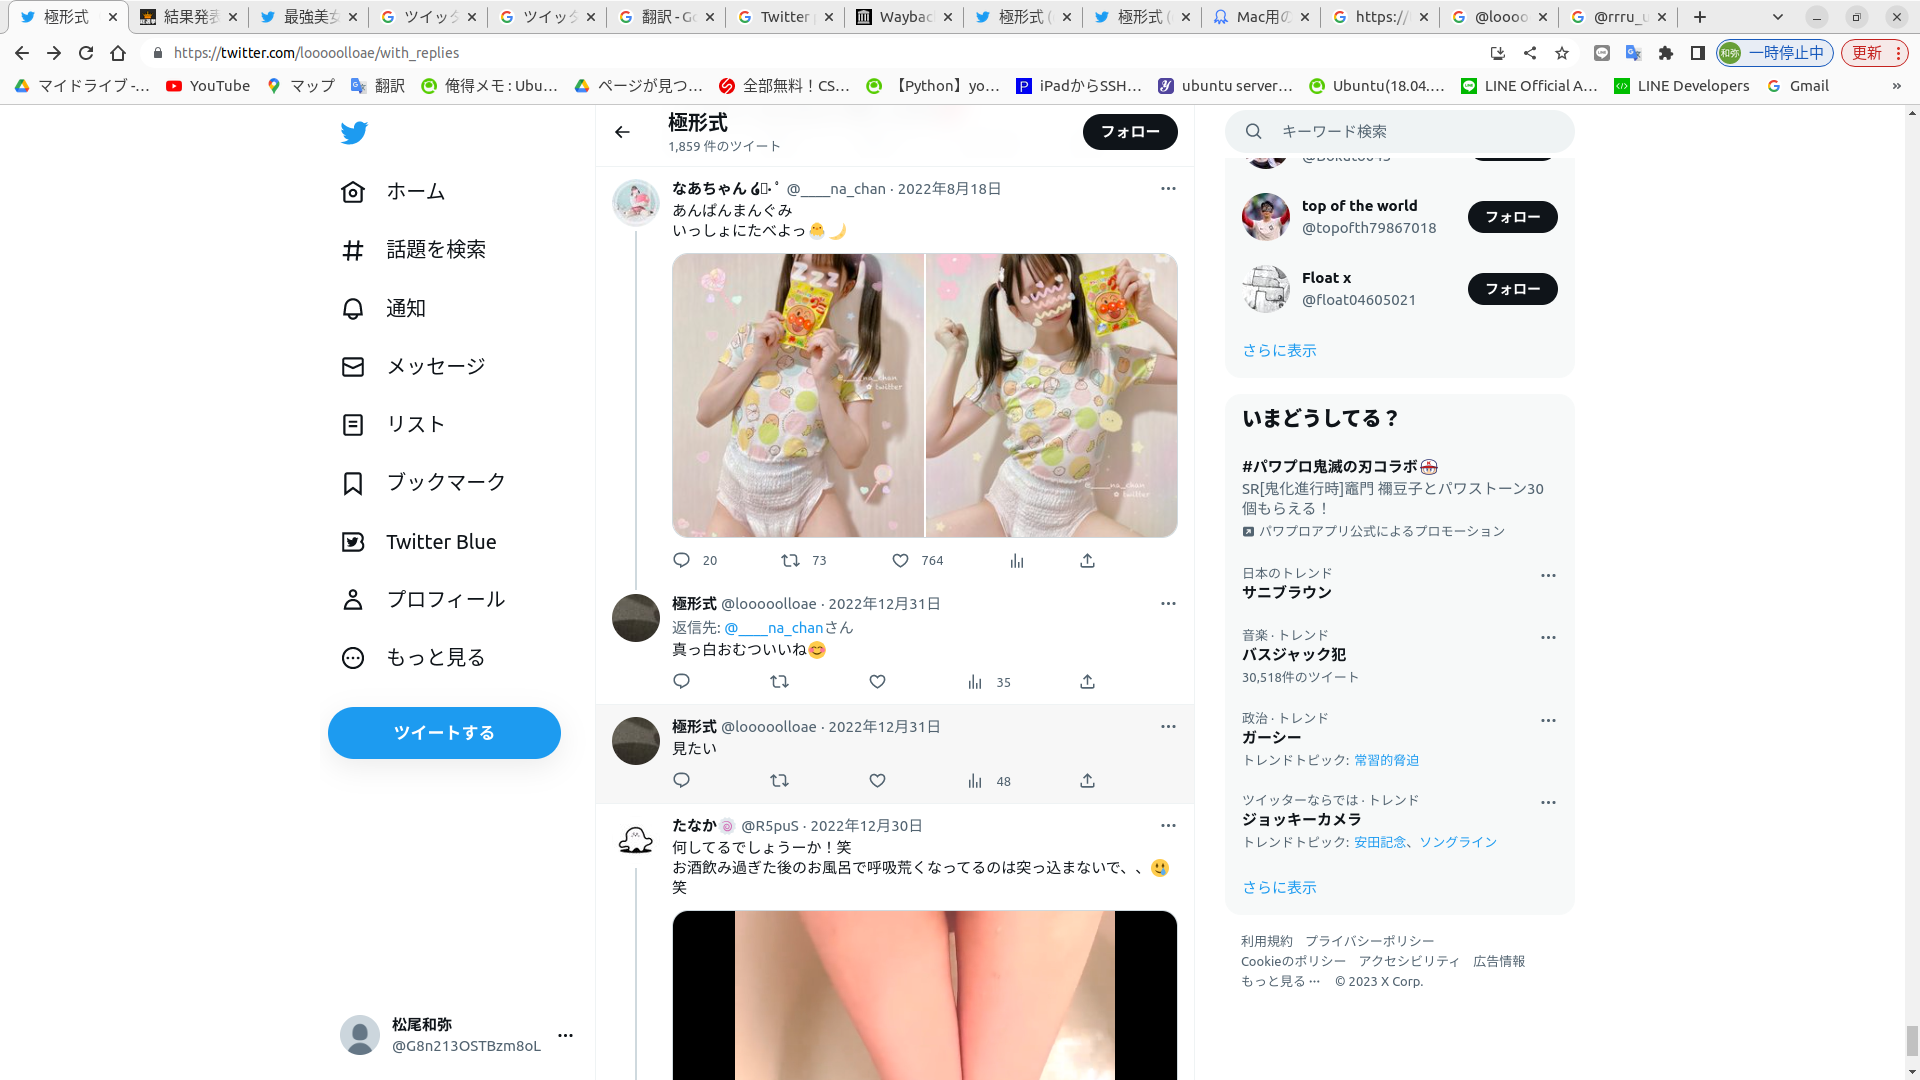 極形式
結果発表
最強美女
ツイッタ
ツイッタ
翻訳 - Go
Twitter
Wayba
極形式 (
極形式 (
Mac用の
https://
@loooo
@rrru_u
https://twitter.com/looooolloae/with_replies
和弥 一時停止中
更新
マイドライブ -...
YouTube
マップ
翻訳
俺得メモ : Ubu...
ページが見つ...
全部無料！CS...
【Python】yo...
iPadからSSH...
ubuntu server...
Ubuntu(18.04....
LINE Official A...
LINE Developers
Gmail
»
ホーム
話題を検索
通知
メッセージ
リスト
ブックマーク
Twitter Blue
プロフィール
もっと見る
ツイートする
松尾和弥
@G8n213OSTBzm8oL
極形式
1,859 件のツイート
フォロー
なあちゃん @____na_chan · 2022年8月18日
あんぱんまんぐみ
いっしょにたべよっ🐣🌙
ZZZ
@____na_chan
✿ twitter
@____na_chan
✿ twitter
20 73 764
極形式 @looooolloae · 2022年12月31日
返信先: @____na_chanさん
真っ白おむついいね😊
35
極形式 @looooolloae · 2022年12月31日
見たい
48
たなか🍥 @R5puS · 2022年12月30日
何してるでしょうーか！笑
お酒飲み過ぎた後のお風呂で呼吸荒くなってるのは突っ込まないで、、🥲
笑
キーワード検索
top of the world
@topofth79867018
フォロー
Float x
@float04605021
フォロー
さらに表示
いまどうしてる？
#パワプロ鬼滅の刃コラボ
SR[鬼化進行時]竈門 禰豆子とパワストーン30
個もらえる！
パワプロアプリ公式によるプロモーション
日本のトレンド
サニブラウン
音楽 · トレンド
バスジャック犯
30,518件のツイート
政治 · トレンド
ガーシー
トレンドトピック: 常習的脅迫
ツイッターならでは · トレンド
ジョッキーカメラ
トレンドトピック: 安田記念、ソングライン
さらに表示
利用規約 プライバシーポリシー
Cookieのポリシー アクセシビリティ 広告情報
もっと見る ··· © 2023 X Corp.